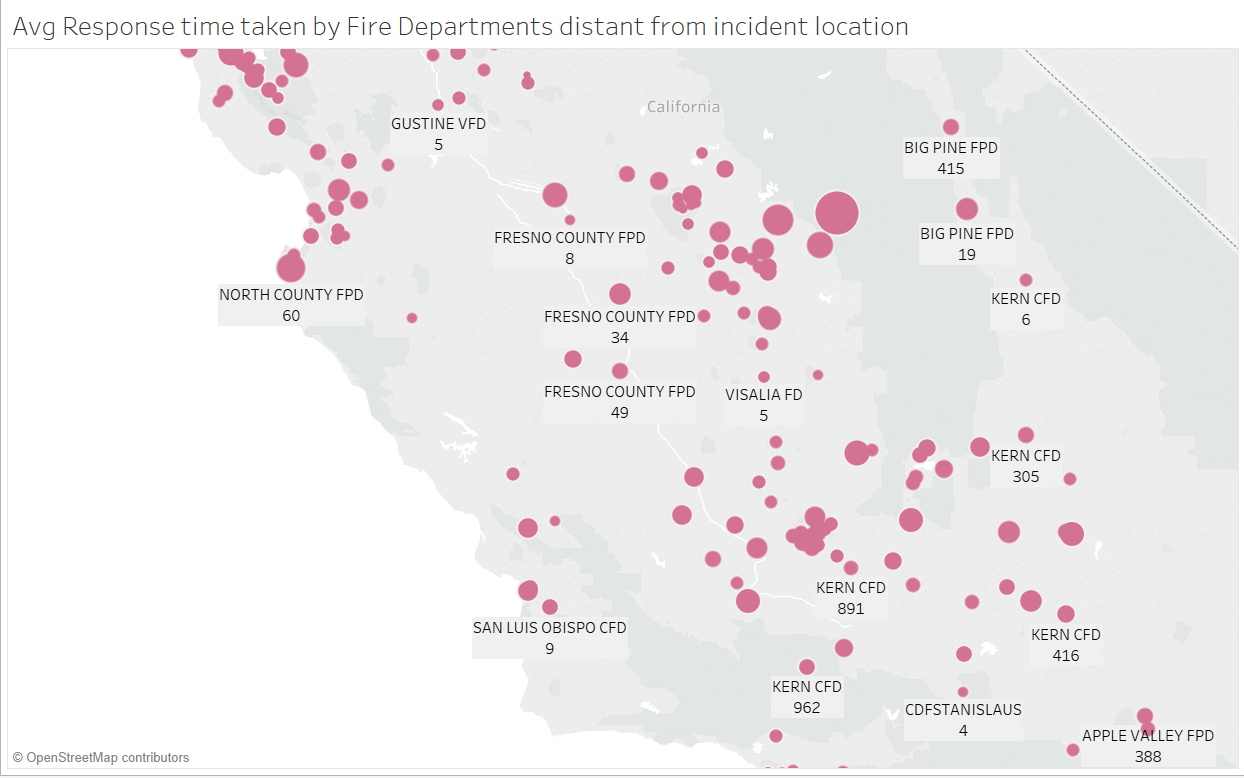 Avg Response time taken by Fire Departments distant from incident location
California
GUSTINE VFD
5
BIG PINE FPD
415
FRESNO COUNTY FPD
8
BIG PINE FPD
19
NORTH COUNTY FPD
60
KERN CFD
6
FRESNO COUNTY FPD
34
FRESNO COUNTY FPD
49
VISALIA FD
5
KERN CFD
305
KERN CFD
891
SAN LUIS OBISPO CFD
9
KERN CFD
416
KERN CFD
962
CDFSTANISLAUS
4
APPLE VALLEY FPD
388
© OpenStreetMap contributors